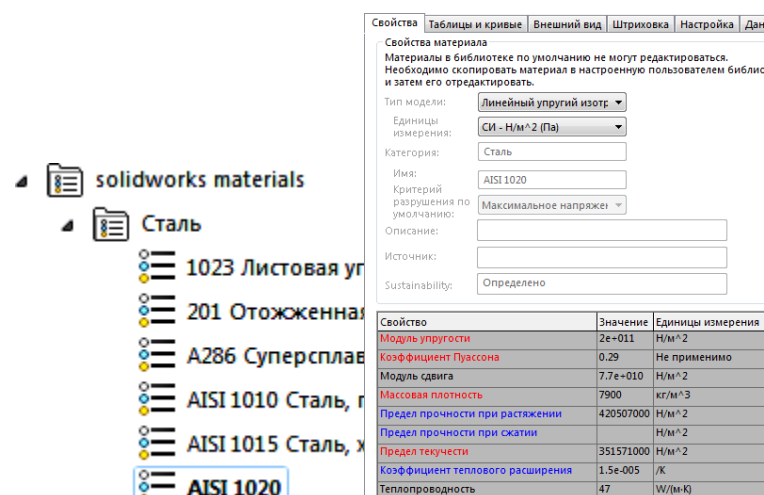 solidworks materials
Сталь
1023 Листовая
201 Отожженная
A286 Суперсплав
AISI 1010 Сталь,
AISI 1015 Сталь,
AISI 1020
Свойства Таблицы и кривые Внешний вид Штриховка Настройка
Свойства материала
Материалы в библиотеке по умолчанию не могут редактироваться.
Необходимо скопировать материал в настроенную пользователем
и затем его отредактировать.
Тип модели: Линейный упругий
Единицы измерения: СИ - Н/м^2 (Па)
Категория: Сталь
Имя: AISI 1020
Критерий разрушения по умолчанию: Максимальное
Описание:
Источник:
Sustainability: Определено
Свойство Значение Единицы измерения
Модуль упругости 2e+011 Н/м^2
Коэффициент Пуассона 0.29 Не применимо
Модуль сдвига 7.7e+010 Н/м^2
Массовая плотность 7900 кг/м^3
Предел прочности при растяжении 420507000 Н/м^2
Предел прочности при сжатии Н/м^2
Предел текучести 351571000 Н/м^2
Коэффициент теплового расширения 1.5e-005 /K
Теплопроводность 47 W/(м·K)